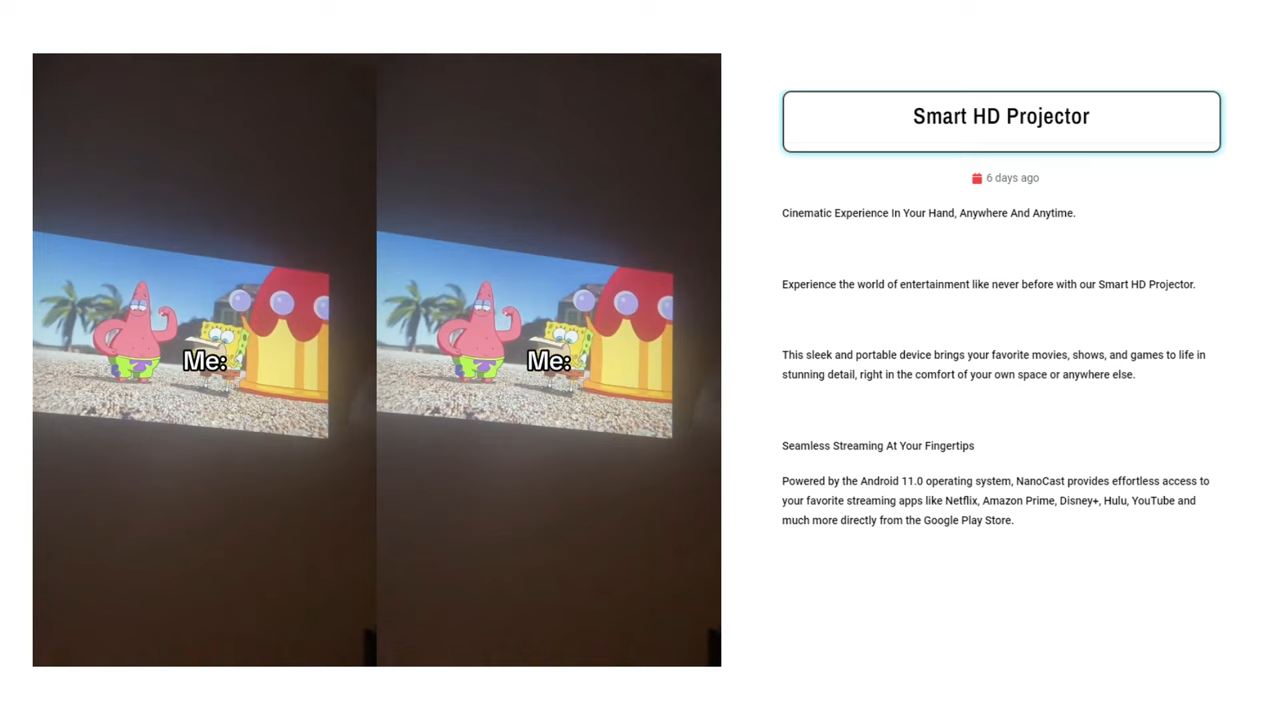 Me:
Me:
Smart HD Projector
6 days ago
Cinematic Experience In Your Hand, Anywhere And Anytime.
Experience the world of entertainment like never before with our Smart HD Projector.
This sleek and portable device brings your favorite movies, shows, and games to life in
stunning detail, right in the comfort of your own space or anywhere else.
Seamless Streaming At Your Fingertips
Powered by the Android 11.0 operating system, NanoCast provides effortless access to
your favorite streaming apps like Netflix, Amazon Prime, Disney+, Hulu, YouTube and
much more directly from the Google Play Store.